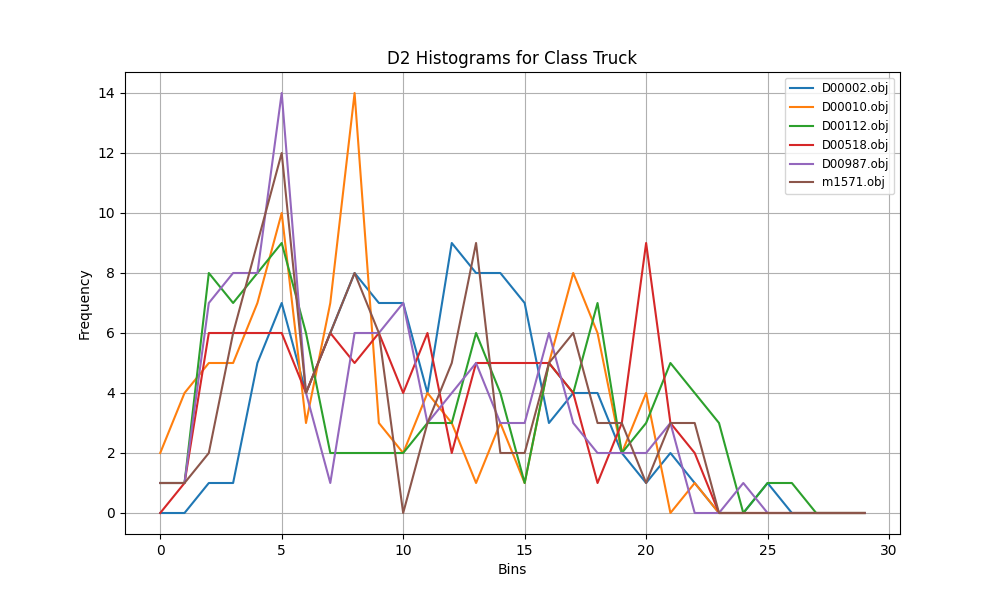 D2 Histograms for Class Truck
D00002.obj
D00010.obj
D00112.obj
D00518.obj
D00987.obj
m1571.obj
Frequency
14
12
10
8
6
4
2
0
0 5 10 15 20 25 30
Bins